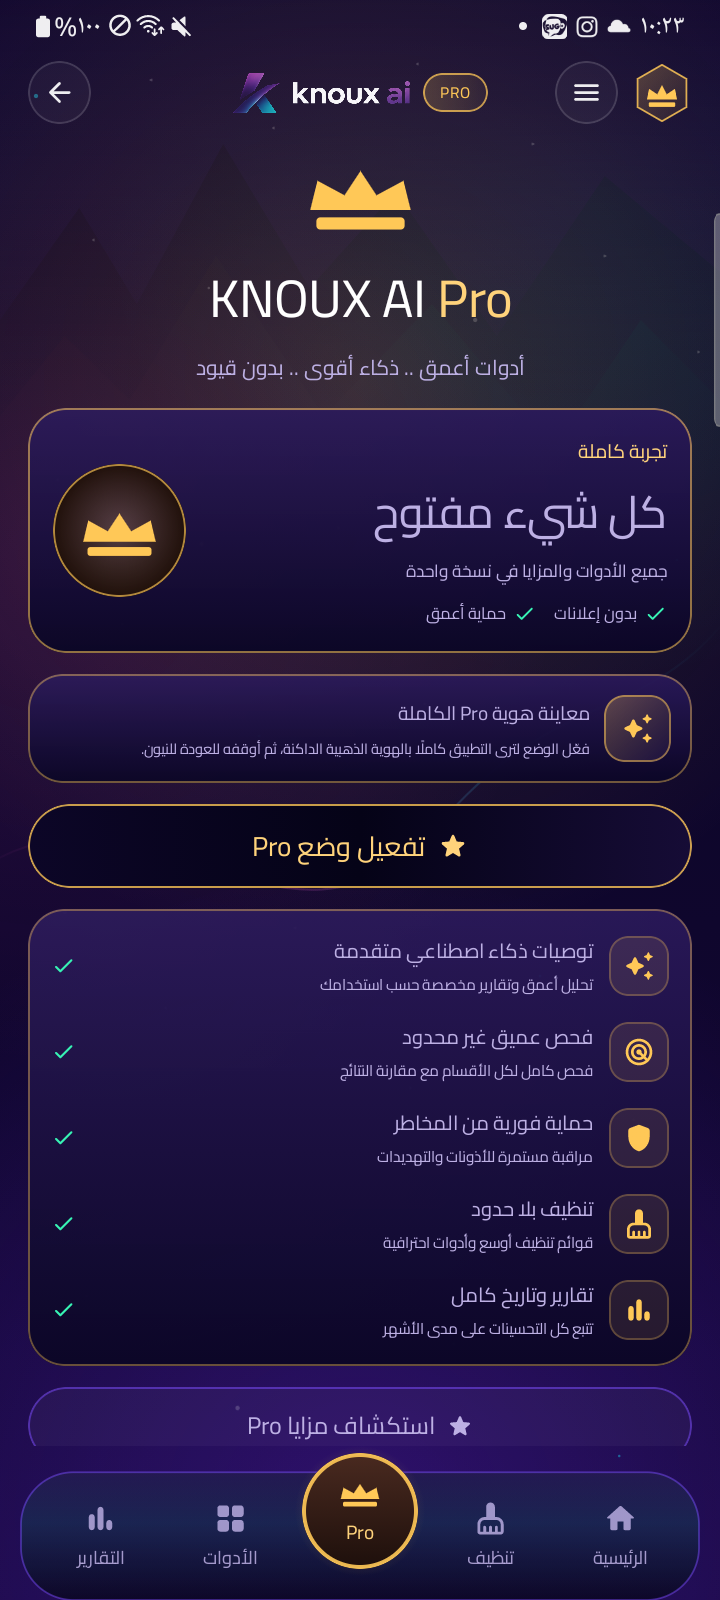 ١٠:٢٣
%١٠٠
knoux ai
PRO
KNOUX AI Pro
أدوات أعمق .. ذكاء أقوى .. بدون قيود
تجربة كاملة
كل شيء مفتوح
جميع الأدوات والمزايا في نسخة واحدة
بدون إعلانات
حماية أعمق
معاينة هوية Pro الكاملة
فعّل الوضع لترى التطبيق كاملًا بالهوية الذهبية الداكنة، ثم أوقفه للعودة للنيون.
تفعيل وضع Pro
توصيات ذكاء اصطناعي متقدمة
تحليل أعمق وتقارير مخصصة حسب استخدامك
فحص عميق غير محدود
فحص كامل لكل الأقسام مع مقارنة النتائج
حماية فورية من المخاطر
مراقبة مستمرة للأذونات والتهديدات
تنظيف بلا حدود
قوائم تنظيف أوسع وأدوات احترافية
تقارير وتاريخ كامل
تتبع كل التحسينات على مدى الأشهر
استكشاف مزايا Pro
الرئيسية
تنظيف
Pro
الأدوات
التقارير